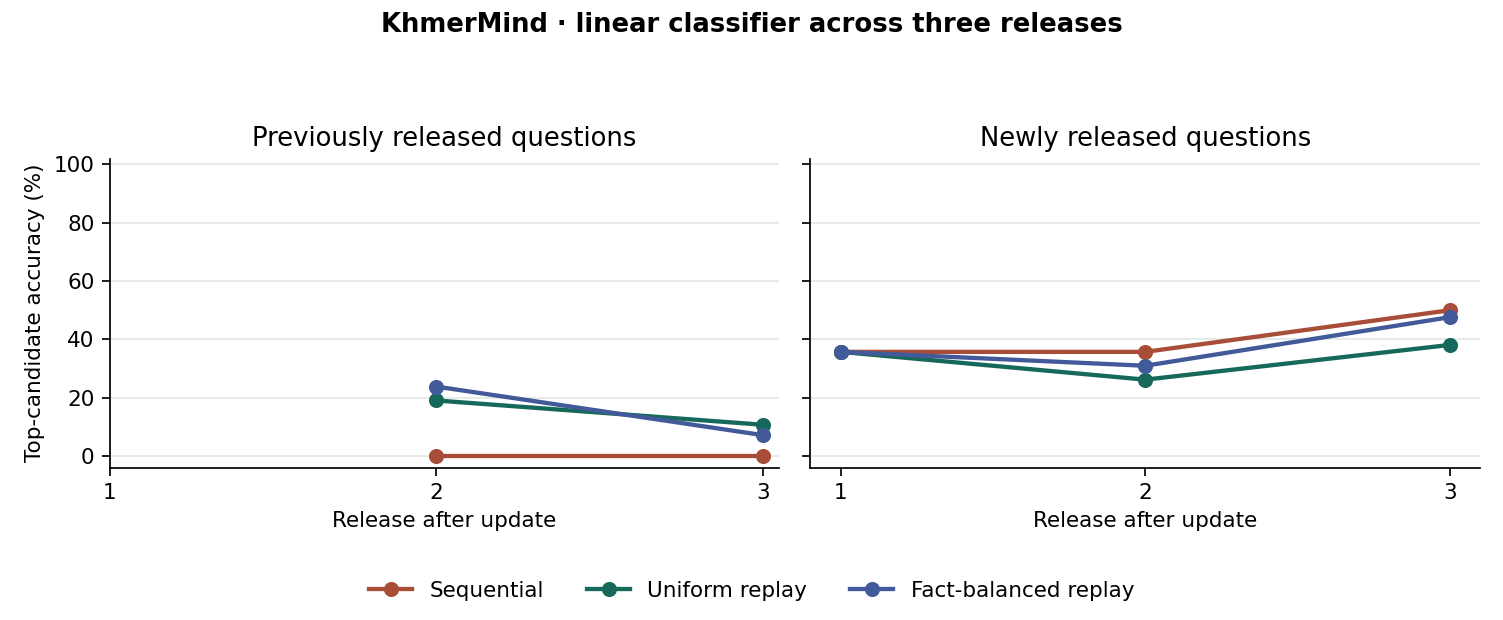 KhmerMind · linear classifier across three releases
Previously released questions
Newly released questions
Top-candidate accuracy (%)
100
80
60
40
20
0
1 2 3
1 2 3
Release after update
Release after update
Sequential Uniform replay Fact-balanced replay